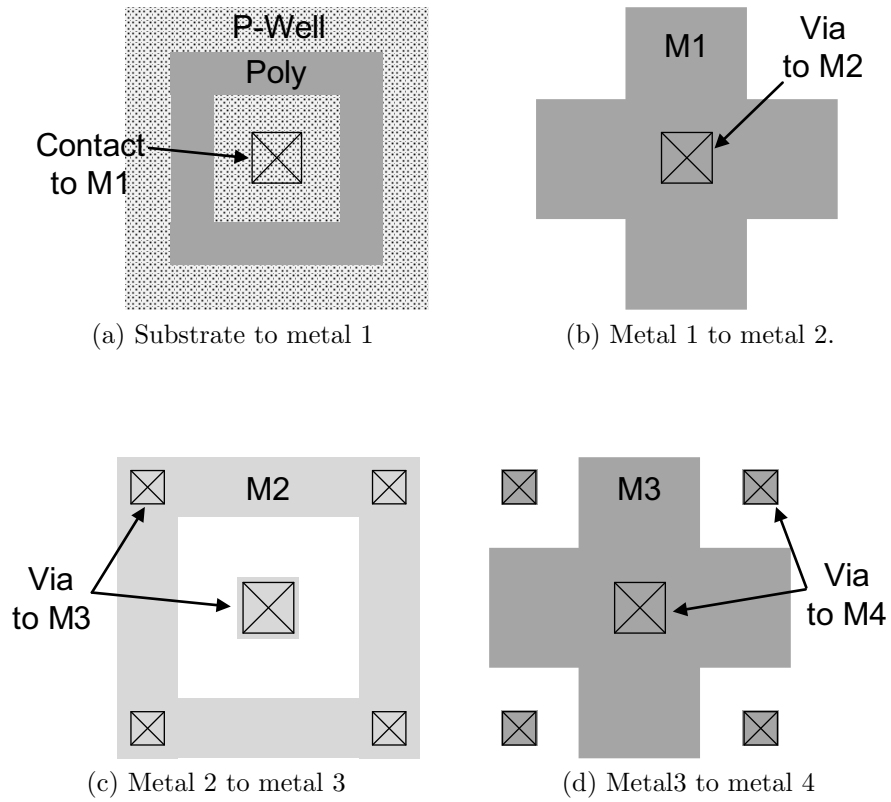 P-Well
Poly
Contact
to M1
(a) Substrate to metal 1
M1
Via
to M2
(b) Metal 1 to metal 2.
M2
Via
to M3
(c) Metal 2 to metal 3
M3
Via
to M4
(d) Metal3 to metal 4